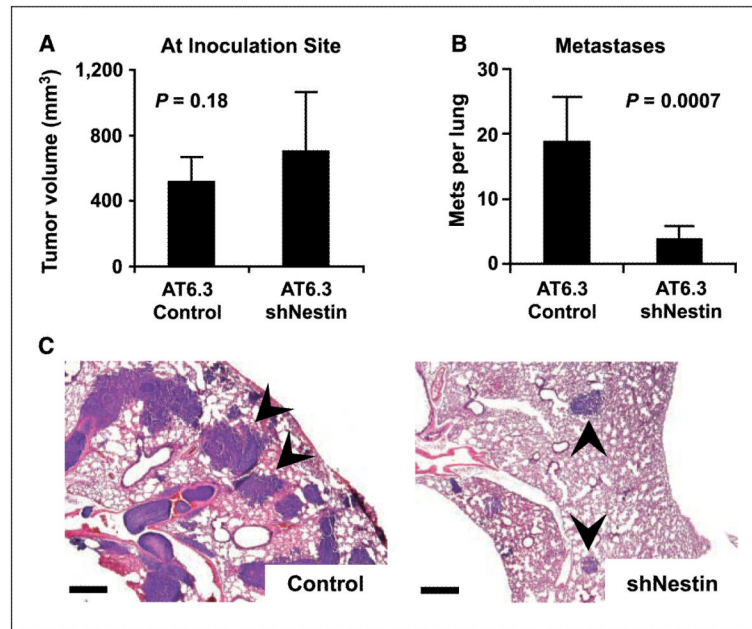 A
At Inoculation Site
Tumor volume (mm³)
1,200
800
400
0
P = 0.18
AT6.3
Control
AT6.3
shNestin
B
Metastases
Mets per lung
30
20
10
0
P = 0.0007
AT6.3
Control
AT6.3
shNestin
C
Control
shNestin